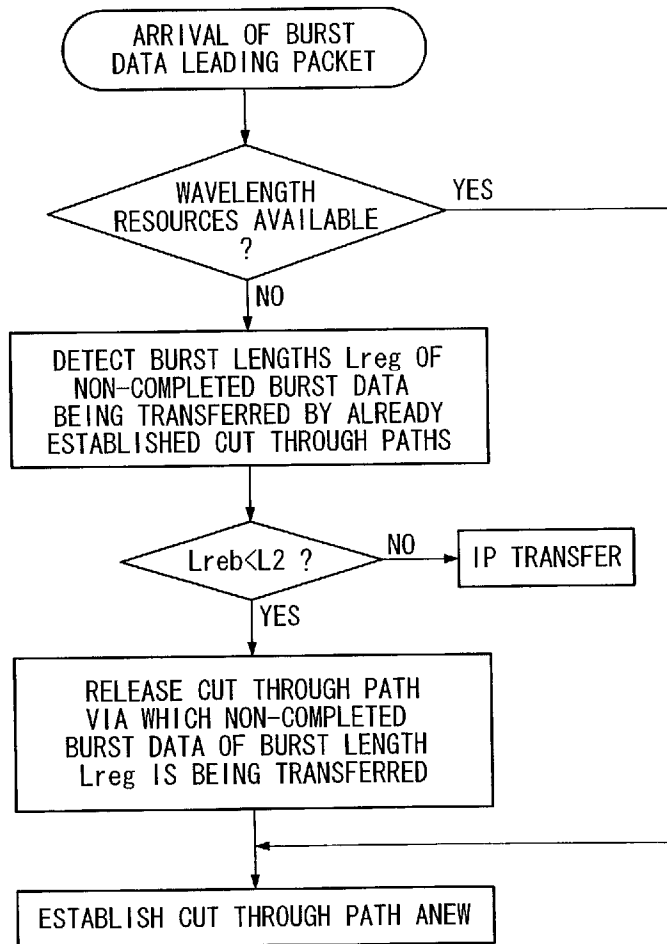 ARRIVAL OF BURST
DATA LEADING PACKET
WAVELENGTH
RESOURCES AVAILABLE
?
YES
NO
DETECT BURST LENGTHS Lreg OF
NON-COMPLETED BURST DATA
BEING TRANSFERRED BY ALREADY
ESTABLISHED CUT THROUGH PATHS
Lreb<L2 ?
NO
IP TRANSFER
YES
RELEASE CUT THROUGH PATH
VIA WHICH NON-COMPLETED
BURST DATA OF BURST LENGTH
Lreg IS BEING TRANSFERRED
ESTABLISH CUT THROUGH PATH ANEW